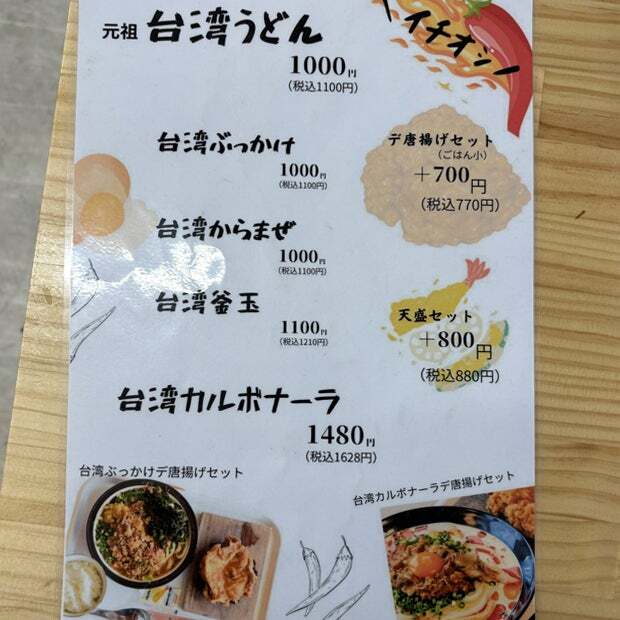 イチオシ
元祖 台湾うどん
1000円
(税込1100円)
台湾ぶっかけ
1000円
(税込1100円)
デ唐揚げセット
(ごはん小)
+700円
(税込770円)
台湾からまぜ
1000円
(税込1100円)
台湾釜玉
1100円
(税込1210円)
天盛セット
+800円
(税込880円)
台湾カルボナーラ
1480円
(税込1628円)
台湾ぶっかけデ唐揚げセット
台湾カルボナーラデ唐揚げセット